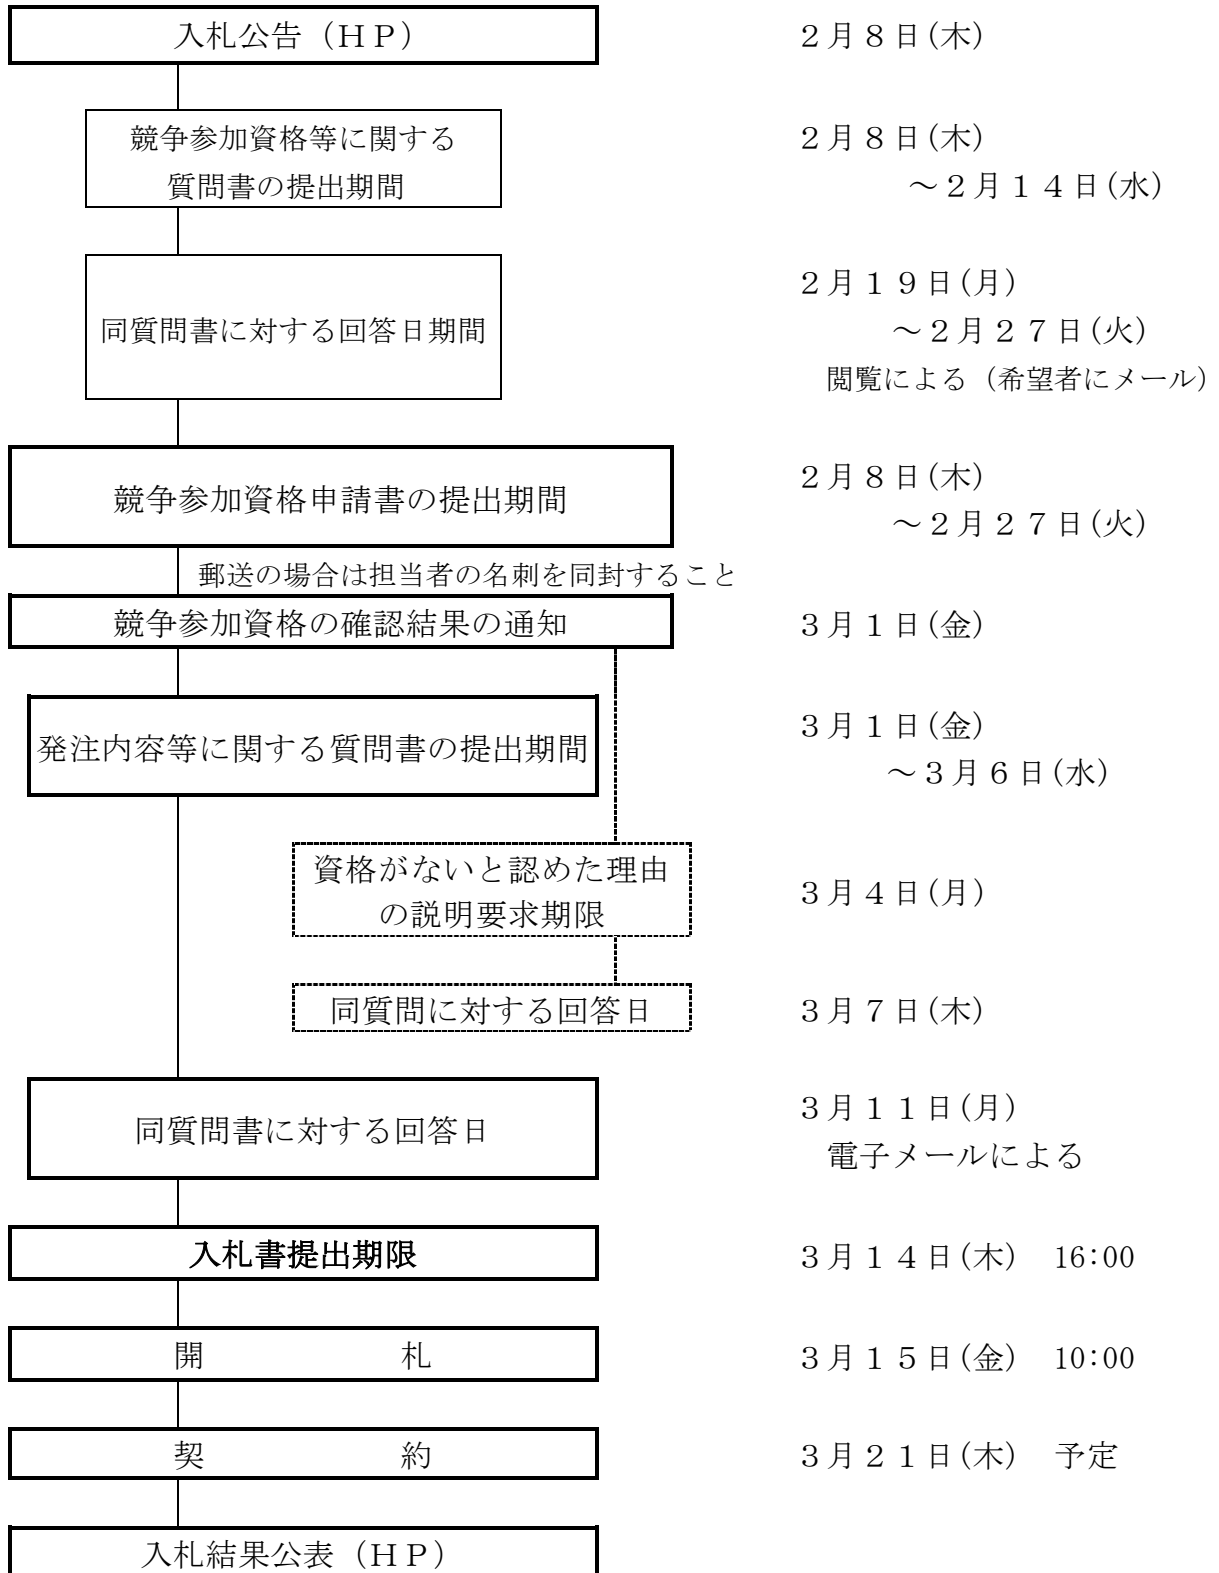 入札公告（ＨＰ）
２月８日(木)
競争参加資格等に関する
質問書の提出期間
２月８日(木)
～２月１４日(水)
同質問書に対する回答日期間
２月１９日(月)
～２月２７日(火)
閲覧による（希望者にメール）
競争参加資格申請書の提出期間
２月８日(木)
～２月２７日(火)
郵送の場合は担当者の名刺を同封すること
競争参加資格の確認結果の通知
３月１日(金)
発注内容等に関する質問書の提出期間
３月１日(金)
～３月６日(水)
資格がないと認めた理由
の説明要求期限
３月４日(月)
同質問に対する回答日
３月７日(木)
同質問書に対する回答日
３月１１日(月)
電子メールによる
入札書提出期限
３月１４日(木)　16:00
開　　　　　札
３月１５日(金)　10:00
契　　　　　約
３月２１日(木)　予定
入札結果公表（ＨＰ）